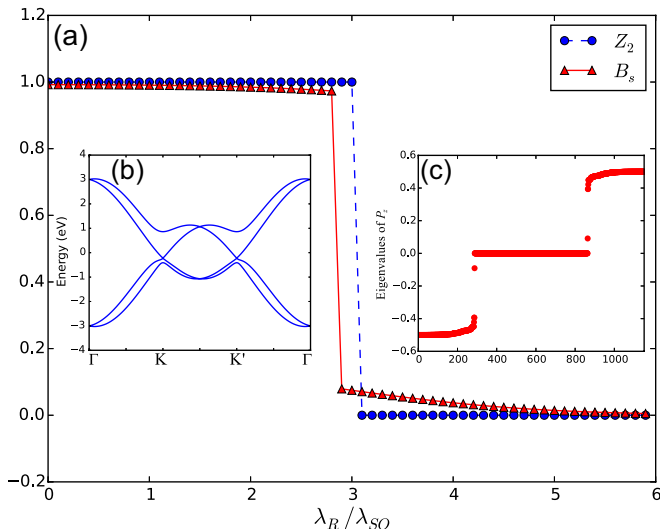 (a)
Z₂
Bₛ
1.2
1.0
0.8
0.6
0.4
0.2
0.0
−0.2
0 1 2 3 4 5 6
λ_R/λ_SO
(b)
Energy (eV)
4
3
2
1
0
−1
−2
−3
−4
Γ K K' Γ
(c)
Eigenvalues of P_z
0.6
0.4
0.2
0.0
−0.2
−0.4
−0.6
0 200 400 600 800 1000